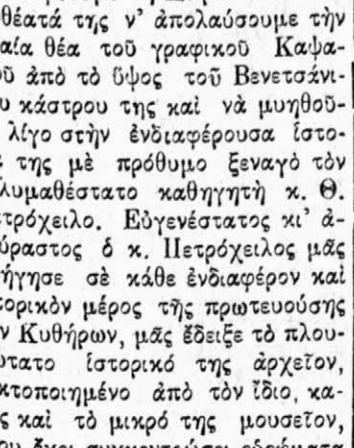 θέατά της ν' ἀπολαύσουμε τὴν
αία θέα τοῦ γραφικοῦ Καψα-
ῦ ἀπὸ τὸ ὕψος τοῦ Βενετσάνι-
υ κάστρου της καὶ νὰ μυηθοῦ-
λίγο στὴν ἐνδιαφέρουσα ἱστο-
της μὲ πρόθυμο ξεναγὸ τὸν
λυμαθέστατο καθηγητὴ κ. Θ.
ετρόχειλο. Εὐγενέστατος κι' ἀ-
ύραστος ὁ κ. Πετρόχειλος μᾶς
ήγησε σὲ κάθε ἐνδιαφέρον καὶ
τορικὸν μέρος τῆς πρωτευούσης
ν Κυθήρων, μᾶς ἔδειξε τὸ πλου-
ώτατο ἱστορικό της ἀρχεῖον,
κτοποιημένο ἀπὸ τὸν ἴδιο, κα-
ς καὶ τὸ μικρό της μουσεῖον,